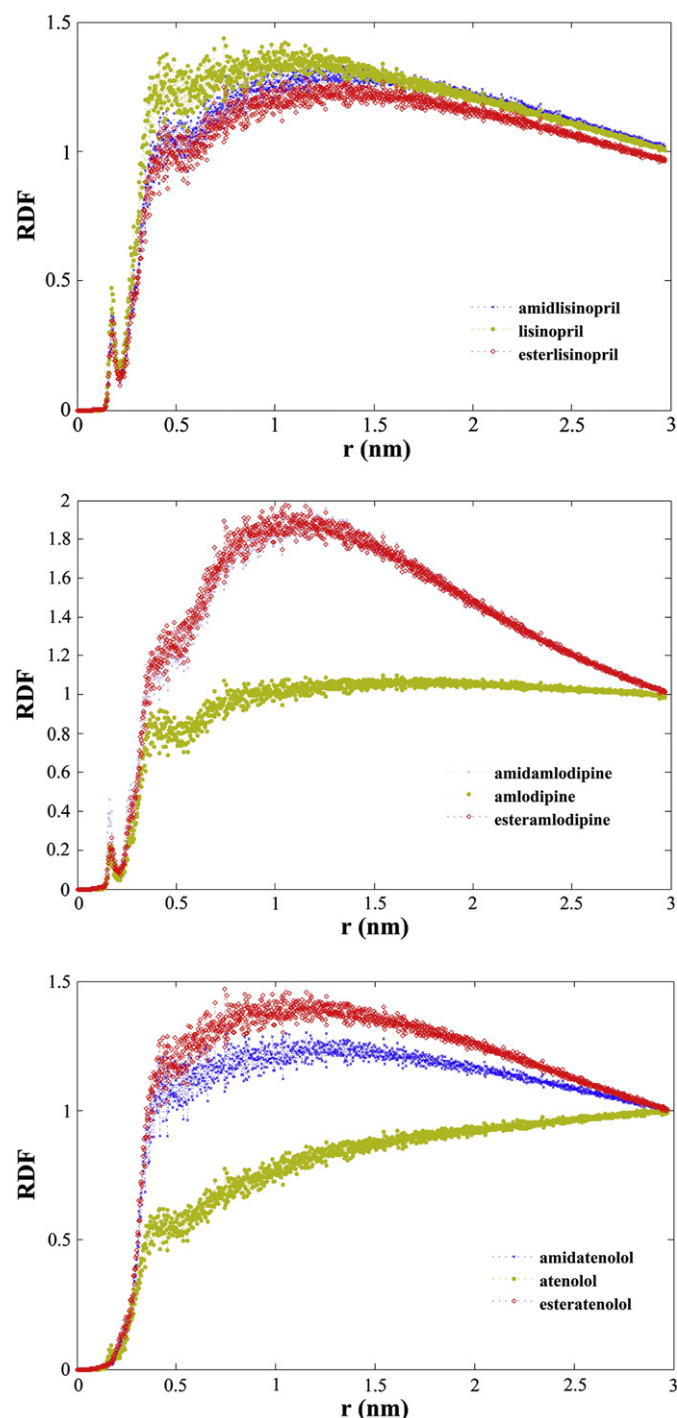 1.5
1
RDF
0.5
amidlisinopril
lisinopril
esterlisinopril
0
0 0.5 1 1.5 2 2.5 3
r (nm)
2
1.8
1.6
1.4
1.2
RDF
1
0.8
0.6
amidamlodipine
amlodipine
0.4
esteramlodipine
0.2
0
0 0.5 1 1.5 2 2.5 3
r (nm)
1.5
RDF
1
0.5
amidatenolol
atenolol
esteratenolol
0
0 0.5 1 1.5 2 2.5 3
r (nm)